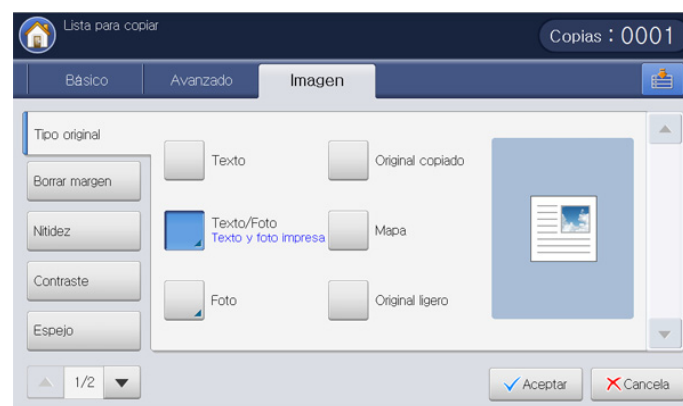 Lista para copiar
Copias : 0001
Básico
Avanzado
Imagen
Tipo original
Borrar margen
Nitidez
Contraste
Espejo
1/2
Texto
Original copiado
Texto/Foto
Texto y foto impresa
Mapa
Foto
Original ligero
Aceptar
Cancela